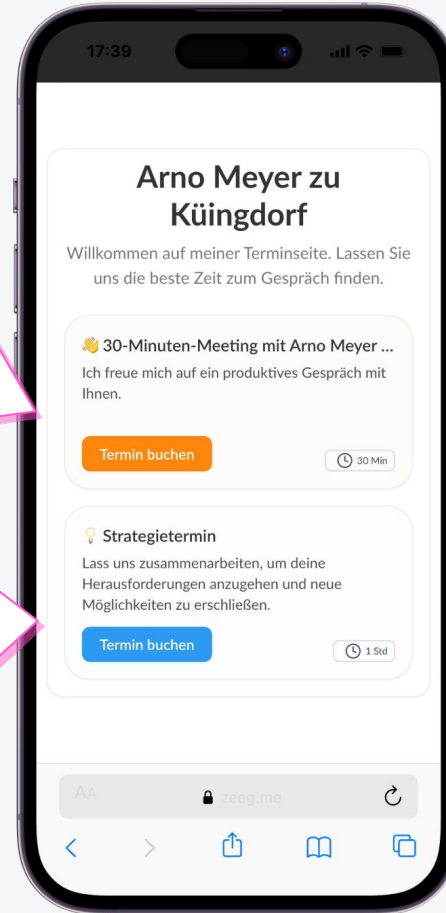 17:39
Arno Meyer zu
Küingdorf
Willkommen auf meiner Terminseite. Lassen Sie
uns die beste Zeit zum Gespräch finden.
👋 30-Minuten-Meeting mit Arno Meyer ...
Ich freue mich auf ein produktives Gespräch mit
Ihnen.
Termin buchen
30 Min
💡 Strategietermin
Lass uns zusammenarbeiten, um deine
Herausforderungen anzugehen und neue
Möglichkeiten zu erschließen.
Termin buchen
1 Std
AA
zeeg.me